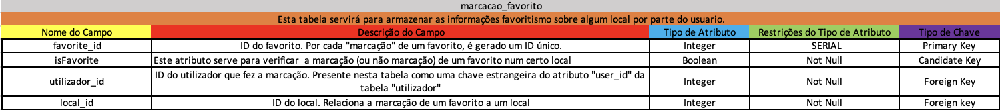 marcacao_favorito
Esta tabela servirá para armazenar as informações favoritismo sobre algum local por parte do usuario.
Nome do Campo Descrição do Campo Tipo de Atributo Restrições do Tipo de Atributo Tipo de Chave
favorite_id ID do favorito. Por cada "marcação" de um favorito, é gerado um ID único. Integer SERIAL Primary Key
isFavorite Este atributo serve para verificar a marcação (ou não marcação) de um favorito num certo local Boolean Not Null Candidate Key
utilizador_id ID do utilizador que fez a marcação. Presente nesta tabela como uma chave estrangeira do atributo "user_id" da Integer Not Null Foreign Key
tabela "utilizador"
local_id ID do local. Relaciona a marcação de um favorito a um local Integer Not Null Foreign key